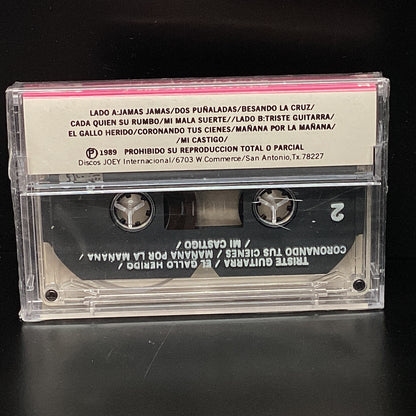 LADO A:JAMAS JAMAS/DOS PUÑALADAS/BESANDO LA CRUZ/
CADA QUIEN SU RUMBO/MI MALA SUERTE//LADO B:TRISTE GUITARRA/
EL GALLO HERIDO/CORONANDO TUS CIENES/MAÑANA POR LA MAÑANA/
/MI CASTIGO/
Ⓟ 1989 PROHIBIDO SU REPRODUCCION TOTAL O PARCIAL
Discos JOEY Internacional/6703 W.Commerce/San Antonio,Tx.78227
2
TRISTE GUITARRA / EL GALLO HERIDO /
CORONANDO TUS CIENES / MAÑANA POR LA MAÑANA /
/ MI CASTIGO /